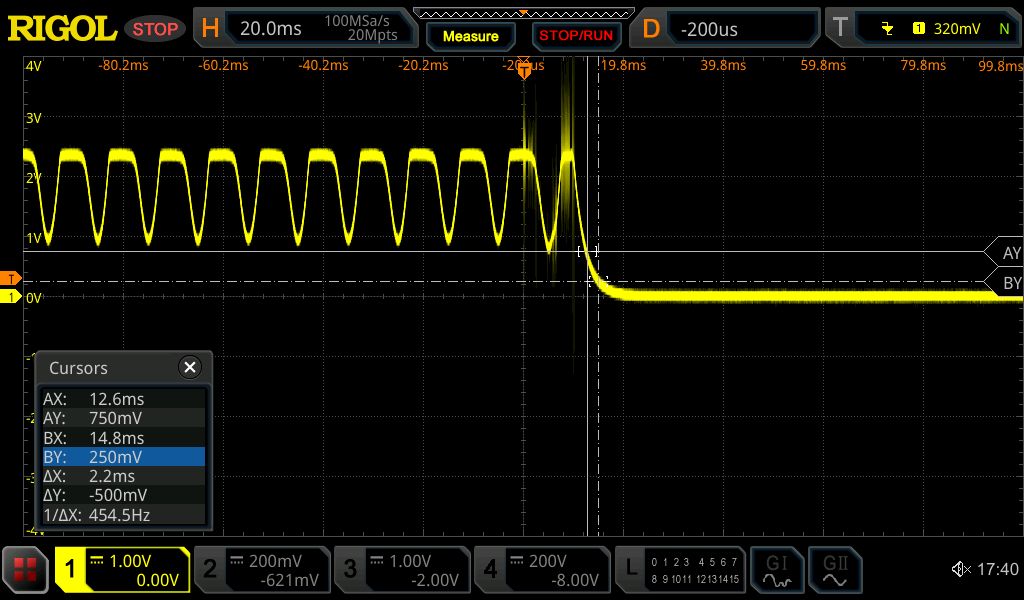 RIGOL STOP H 20.0ms 100MSa/s 20Mpts Measure STOP/RUN D -200us T 1 320mV N
4V -80.2ms -60.2ms -40.2ms -20.2ms -200us 19.8ms 39.8ms 59.8ms 79.8ms 99.8ms
T
3V
2V
1V
AY
T
BY
1 0V
Cursors
AX: 12.6ms
AY: 750mV
BX: 14.8ms
BY: 250mV
ΔX: 2.2ms
ΔY: -500mV
1/ΔX: 454.5Hz
1 1.00V 0.00V
2 200mV -621mV
3 1.00V -2.00V
4 200V -8.00V
L 0 1 2 3 4 5 6 7
8 9 10 11 12 13 14 15
GI
GII
17:40